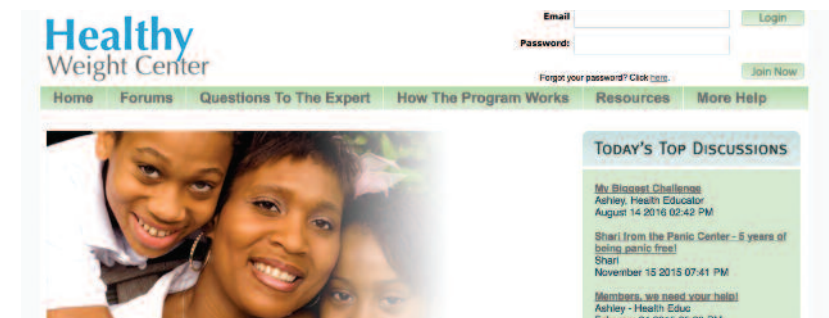 Healthy
Weight Center
Email
Login
Password:
Forgot your password? Click here.
Join Now
Home Forums Questions To The Expert How The Program Works Resources More Help
TODAY'S TOP DISCUSSIONS
My Biggest Challenge
Ashley, Health Educator
August 14 2016 02:42 PM
Shari from the Panic Center - 5 years of
being panic free!
Shari
November 15 2015 07:41 PM
Members, we need your help!
Ashley - Health Educ